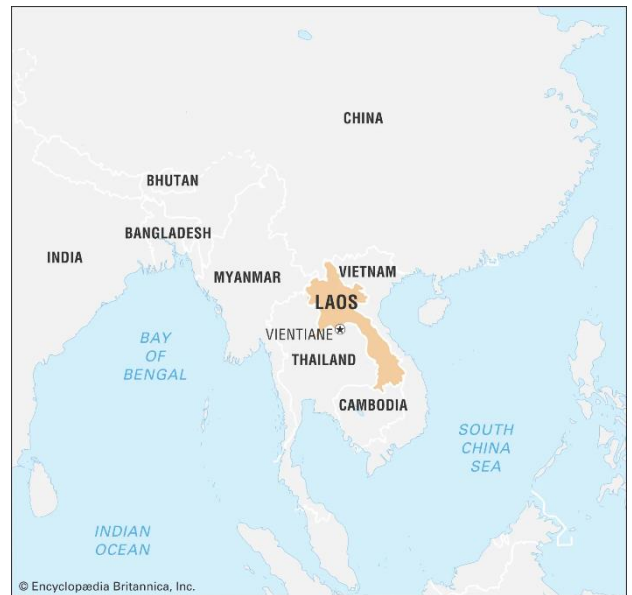 CHINA
BHUTAN
BANGLADESH
INDIA
MYANMAR
VIETNAM
LAOS
VIENTIANE
BAY
OF
BENGAL
THAILAND
CAMBODIA
SOUTH
CHINA
SEA
INDIAN
OCEAN
© Encyclopædia Britannica, Inc.